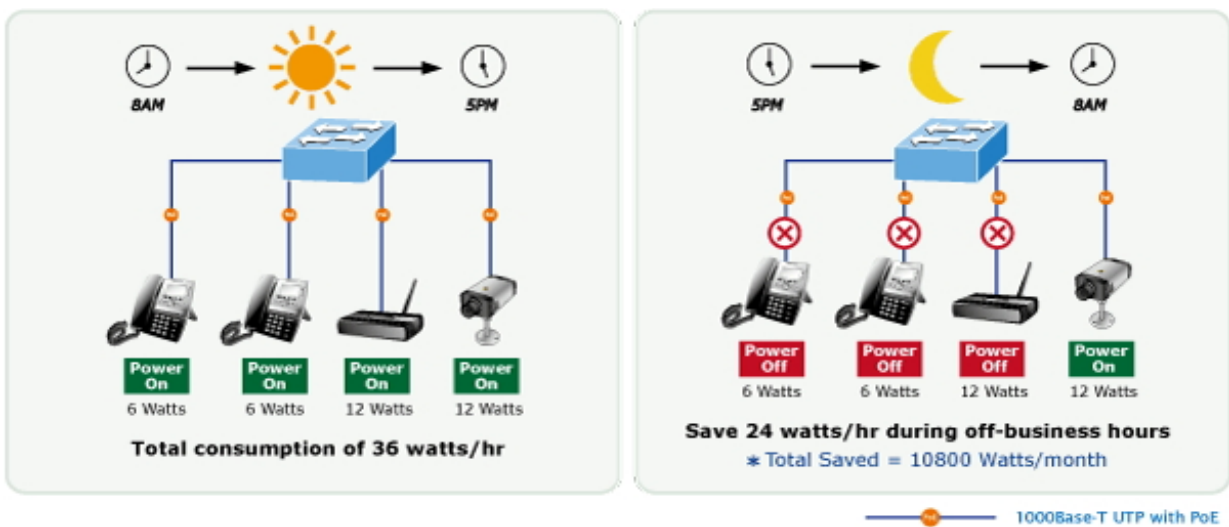 8AM
5PM
Power On
6 Watts
Power On
6 Watts
Power On
12 Watts
Power On
12 Watts
Total consumption of 36 watts/hr
5PM
8AM
Power Off
6 Watts
Power Off
6 Watts
Power Off
12 Watts
Power On
12 Watts
Save 24 watts/hr during off-business hours
* Total Saved = 10800 Watts/month
PoE
1000Base-T UTP with PoE